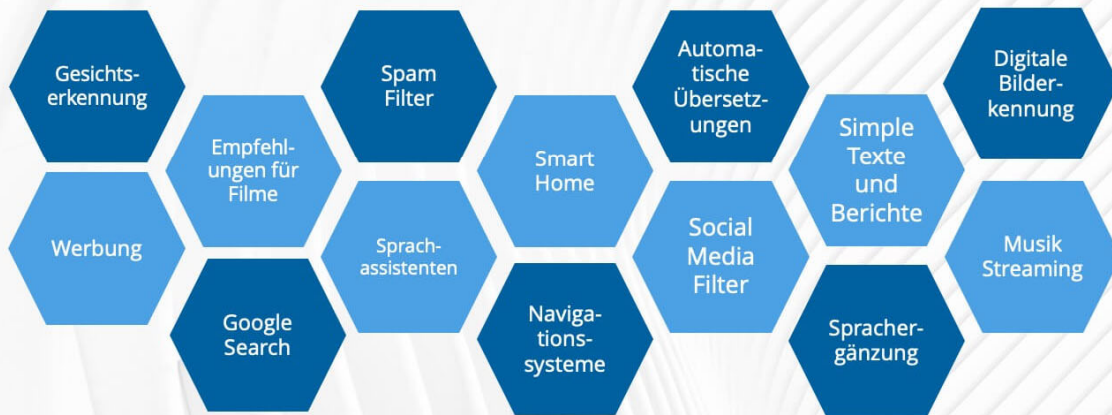 Gesichts-
erkennung
Werbung
Empfehl-
ungen für
Filme
Google
Search
Spam
Filter
Sprach-
assistenten
Smart
Home
Naviga-
tions-
systeme
Automa-
tische
Übersetz-
ungen
Social
Media
Filter
Simple
Texte
und
Berichte
Spracher-
gänzung
Digitale
Bilder-
kennung
Musik
Streaming